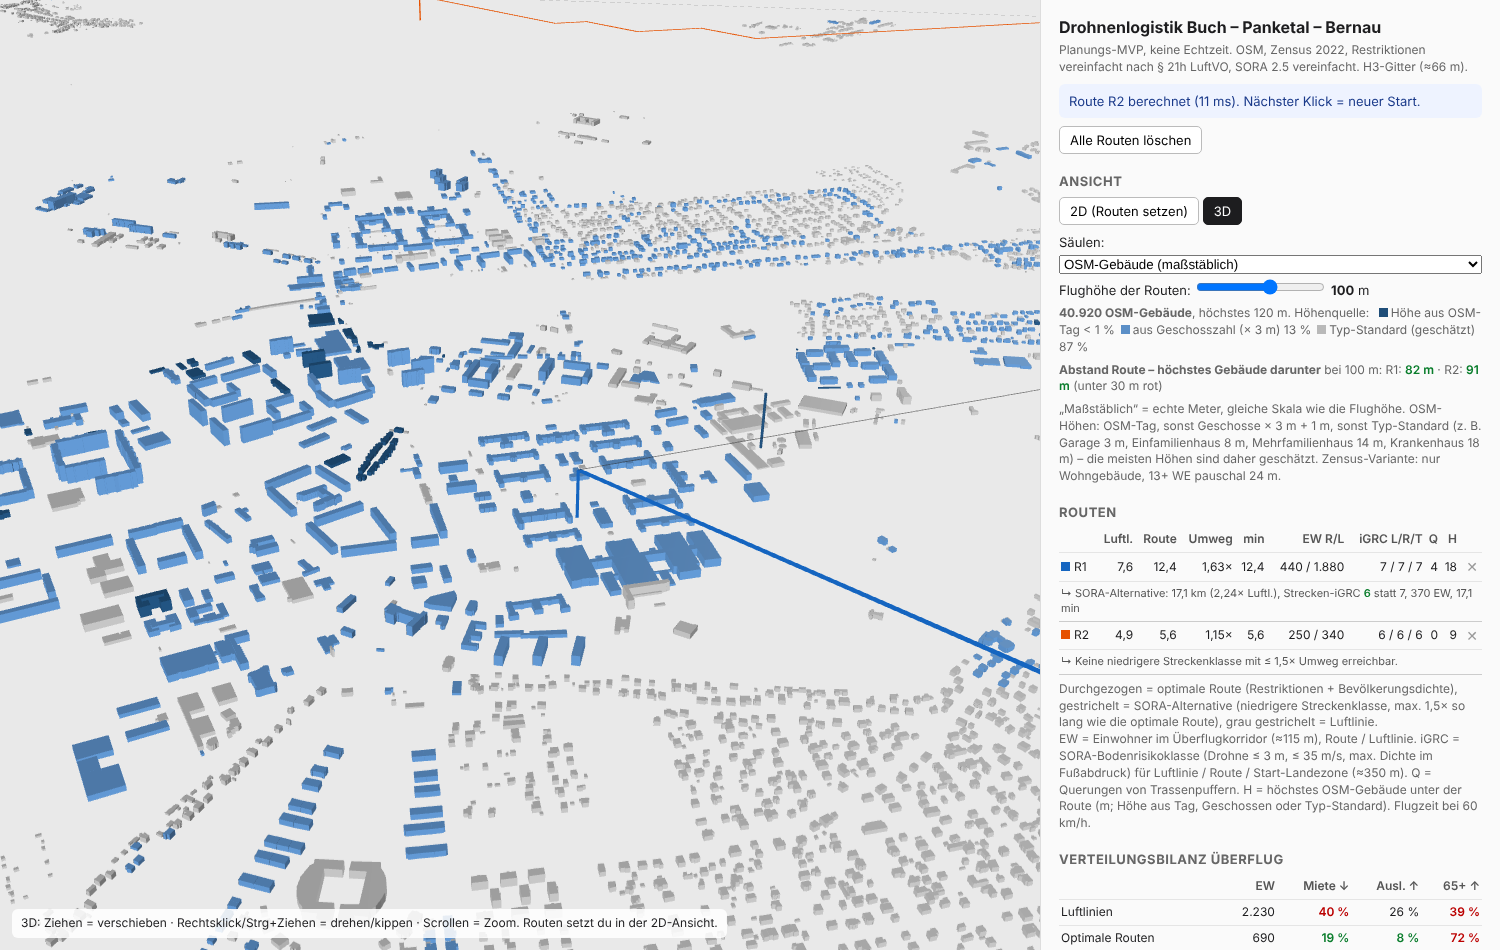 Drohnenlogistik Buch – Panketal – Bernau
Planungs-MVP, keine Echtzeit. OSM, Zensus 2022, Restriktionen
vereinfacht nach § 21h LuftVO, SORA 2.5 vereinfacht. H3-Gitter (≈66 m).
Route R2 berechnet (11 ms). Nächster Klick = neuer Start.
Alle Routen löschen
ANSICHT
2D (Routen setzen) 3D
Säulen:
OSM-Gebäude (maßstäblich)
Flughöhe der Routen: 100 m
40.920 OSM-Gebäude, höchstes 120 m. Höhenquelle: Höhe aus OSM-
Tag < 1 % aus Geschosszahl (× 3 m) 13 % Typ-Standard (geschätzt)
87 %
Abstand Route – höchstes Gebäude darunter bei 100 m: R1: 82 m · R2: 91
m (unter 30 m rot)
„Maßstäblich" = echte Meter, gleiche Skala wie die Flughöhe. OSM-
Höhen: OSM-Tag, sonst Geschosse × 3 m + 1 m, sonst Typ-Standard (z. B.
Garage 3 m, Einfamilienhaus 8 m, Mehrfamilienhaus 14 m, Krankenhaus 18
m) – die meisten Höhen sind daher geschätzt. Zensus-Variante: nur
Wohngebäude, 13+ WE pauschal 24 m.
ROUTEN
Luftl. Route Umweg min EW R/L iGRC L/R/T Q H
R1 7,6 12,4 1,63× 12,4 440 / 1.880 7 / 7 / 7 4 18 ×
↳ SORA-Alternative: 17,1 km (2,24× Luftl.), Strecken-iGRC 6 statt 7, 370 EW, 17,1
min
R2 4,9 5,6 1,15× 5,6 250 / 340 6 / 6 / 6 0 9 ×
↳ Keine niedrigere Streckenklasse mit ≤ 1,5× Umweg erreichbar.
Durchgezogen = optimale Route (Restriktionen + Bevölkerungsdichte),
gestrichelt = SORA-Alternative (niedrigere Streckenklasse, max. 1,5× so
lang wie die optimale Route), grau gestrichelt = Luftlinie.
EW = Einwohner im Überflugkorridor (≈115 m), Route / Luftlinie. iGRC =
SORA-Bodenrisikoklasse (Drohne ≤ 3 m, ≤ 35 m/s, max. Dichte im
Fußabdruck) für Luftlinie / Route / Start-Landezone (≈350 m). Q =
Querungen von Trassenpuffern. H = höchstes OSM-Gebäude unter der
Route (m; Höhe aus Tag, Geschossen oder Typ-Standard). Flugzeit bei 60
km/h.
VERTEILUNGSBILANZ ÜBERFLUG
EW Miete ↓ Ausl. ↑ 65+ ↑
Luftlinien 2.230 40 % 26 % 39 %
Optimale Routen 690 19 % 8 % 72 %
3D: Ziehen = verschieben · Rechtsklick/Strg+Ziehen = drehen/kippen · Scrollen = Zoom. Routen setzt du in der 2D-Ansicht.